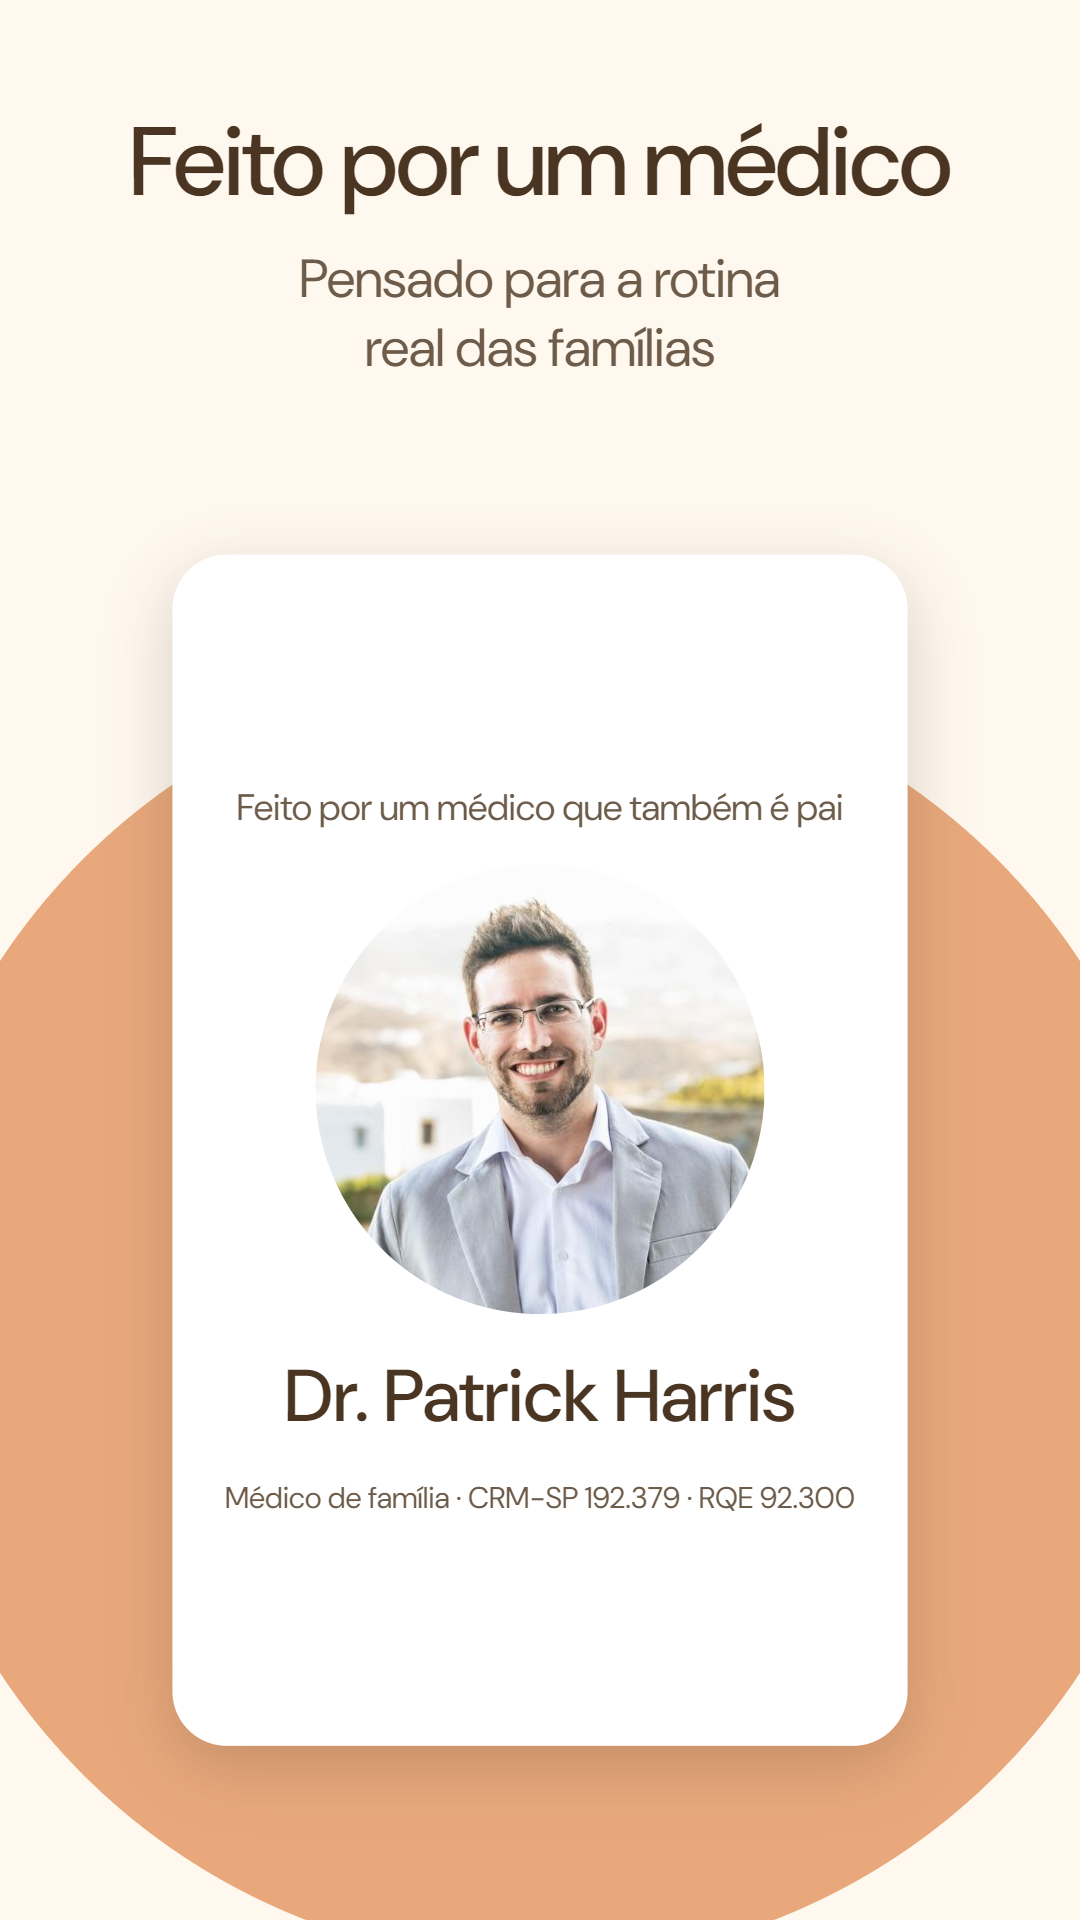 Feito por um médico
Pensado para a rotina
real das famílias
Feito por um médico que também é pai
Dr. Patrick Harris
Médico de família · CRM-SP 192.379 · RQE 92.300